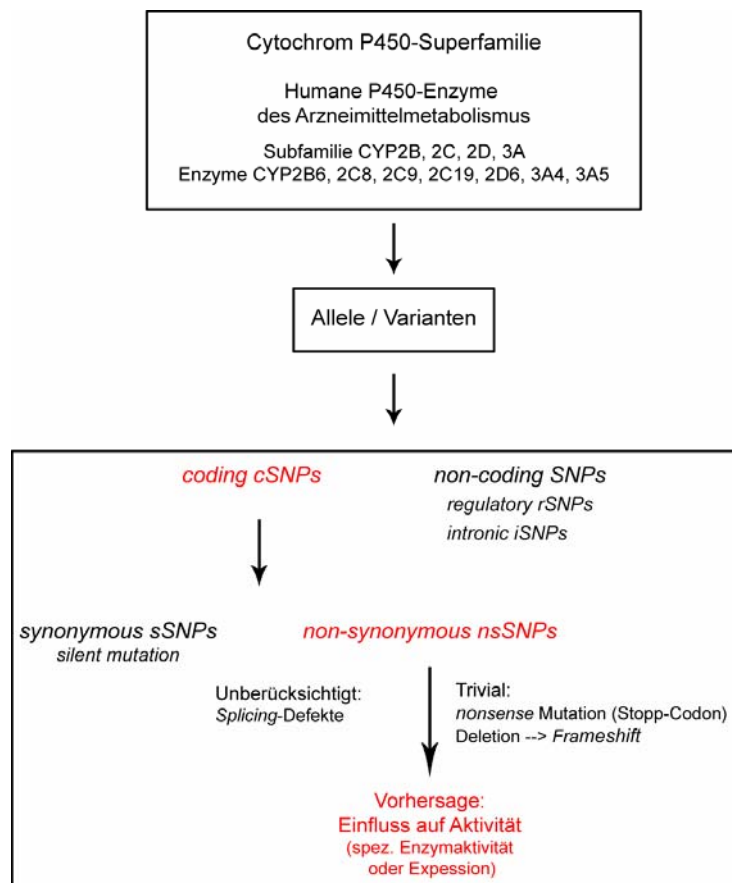 Cytochrom P450-Superfamilie
Humane P450-Enzyme
des Arzneimittelmetabolismus
Subfamilie CYP2B, 2C, 2D, 3A
Enzyme CYP2B6, 2C8, 2C9, 2C19, 2D6, 3A4, 3A5
Allele / Varianten
coding cSNPs
non-coding SNPs
regulatory rSNPs
intronic iSNPs
synonymous sSNPs
silent mutation
non-synonymous nsSNPs
Unberücksichtigt:
Splicing-Defekte
Trivial:
nonsense Mutation (Stopp-Codon)
Deletion --> Frameshift
Vorhersage:
Einfluss auf Aktivität
(spez. Enzymaktivität
oder Expession)